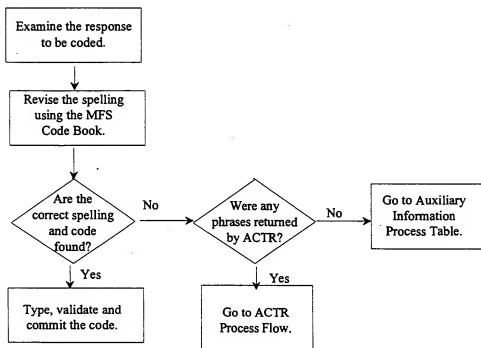 Examine the response
to be coded.
Revise the spelling
using the MFS
Code Book.
Are the
correct spelling
and code
found?
No
Were any
phrases returned
by ACTR?
No
Go to Auxiliary
Information
Process Table.
Yes
Type, validate and
commit the code.
Yes
Go to ACTR
Process Flow.